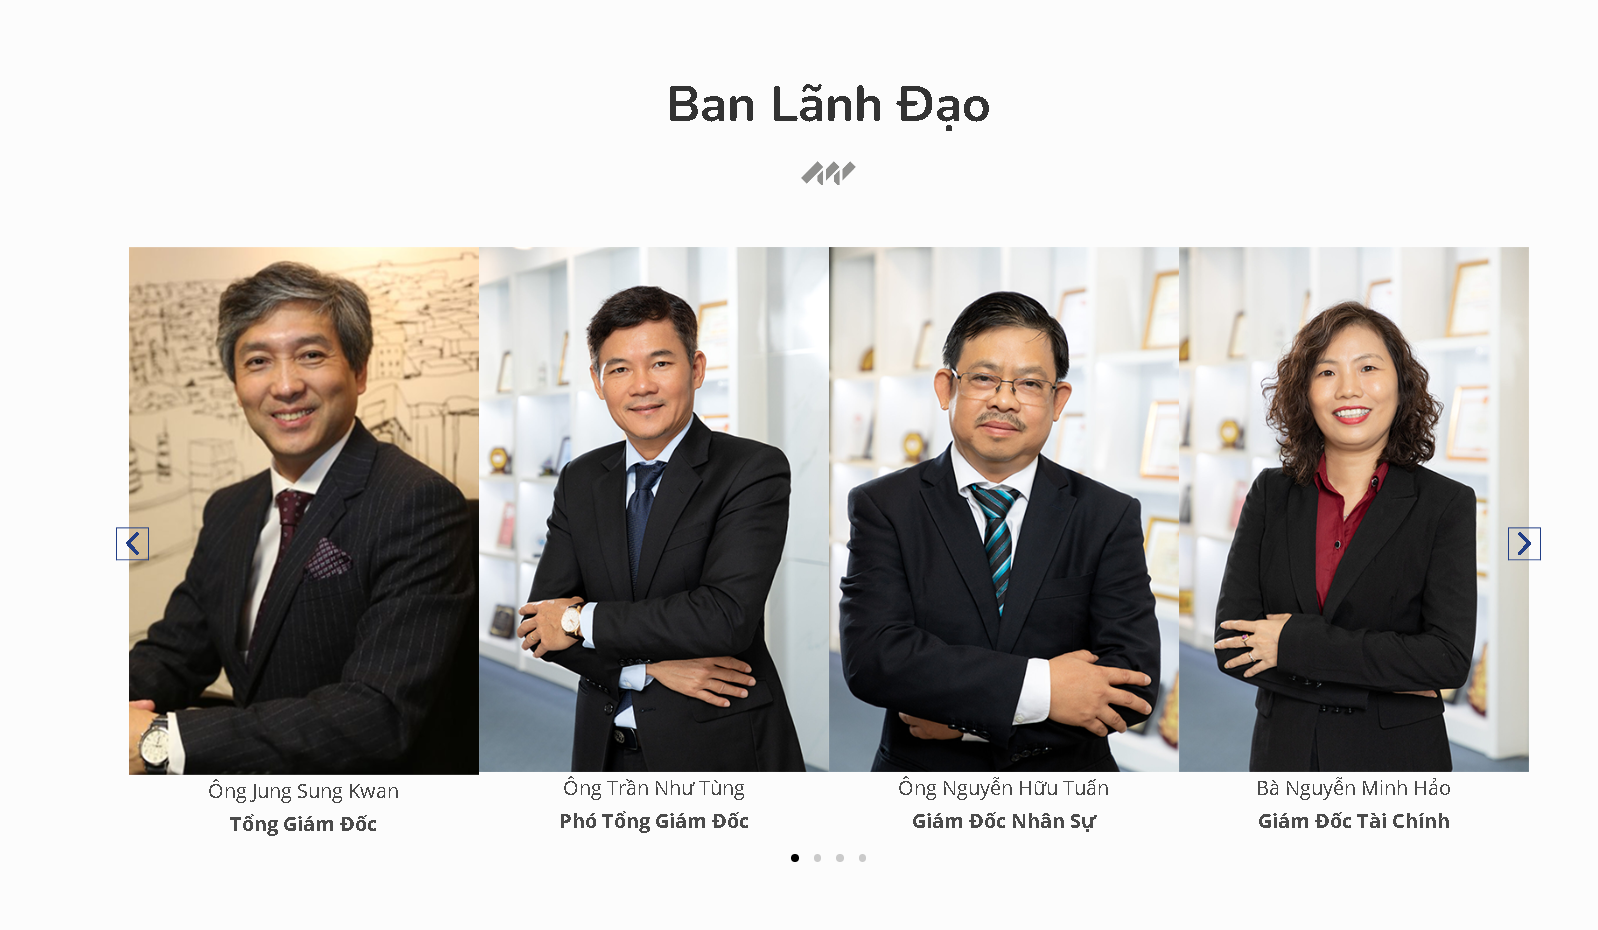 Ban Lãnh Đạo
Ông Jung Sung Kwan
Tổng Giám Đốc
Ông Trần Như Tùng
Phó Tổng Giám Đốc
Ông Nguyễn Hữu Tuấn
Giám Đốc Nhân Sự
Bà Nguyễn Minh Hảo
Giám Đốc Tài Chính